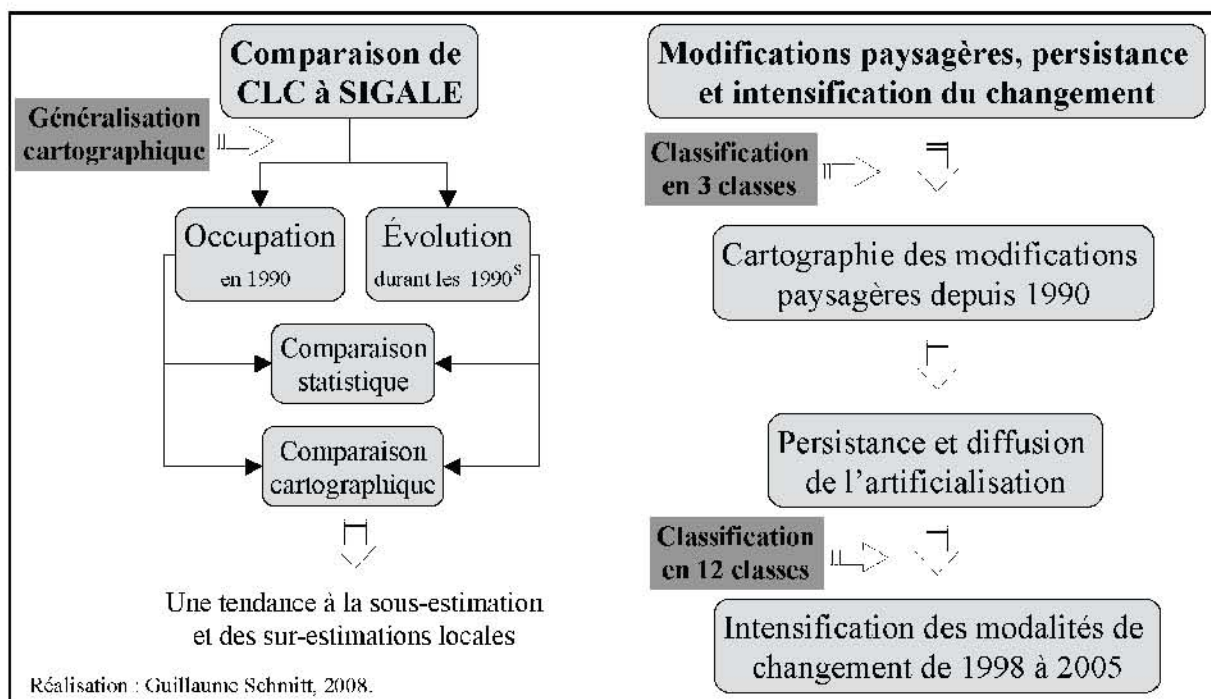 Comparaison de
CLC à SIGALE
Généralisation
cartographique
Occupation
en 1990
Évolution
durant les 1990s
Comparaison
statistique
Comparaison
cartographique
Une tendance à la sous-estimation
et des sur-estimations locales
Réalisation : Guillaume Schmitt, 2008.
Modifications paysagères, persistance
et intensification du changement
Classification
en 3 classes
Cartographie des modifications
paysagères depuis 1990
Persistance et diffusion
de l'artificialisation
Classification
en 12 classes
Intensification des modalités de
changement de 1998 à 2005